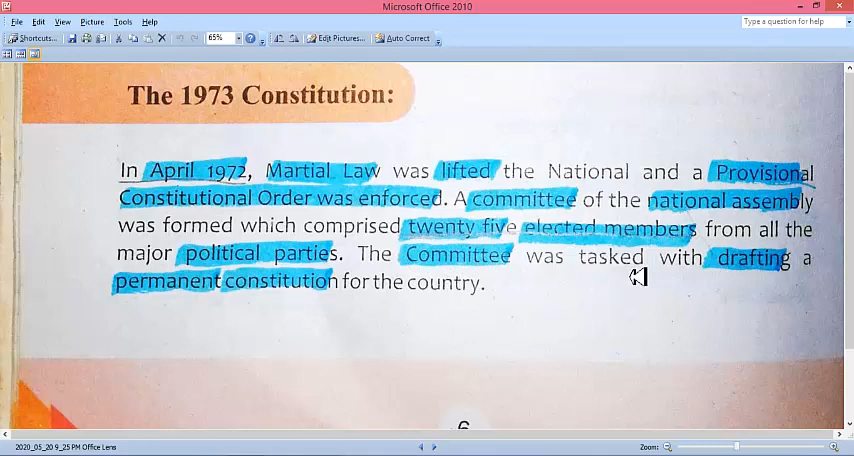 Microsoft Office 2010
File Edit View Picture Tools Help
Type a question for help
Shortcuts... 65% Edit Pictures... Auto Correct
The 1973 Constitution:
In April 1972, Martial Law was lifted the National and a Provisional
Constitutional Order was enforced. A committee of the national assembly
was formed which comprised twenty five elected members from all the
major political parties. The Committee was tasked with drafting a
permanent constitution for the country.
6
2020_05_20 9_25 PM Office Lens
Zoom: